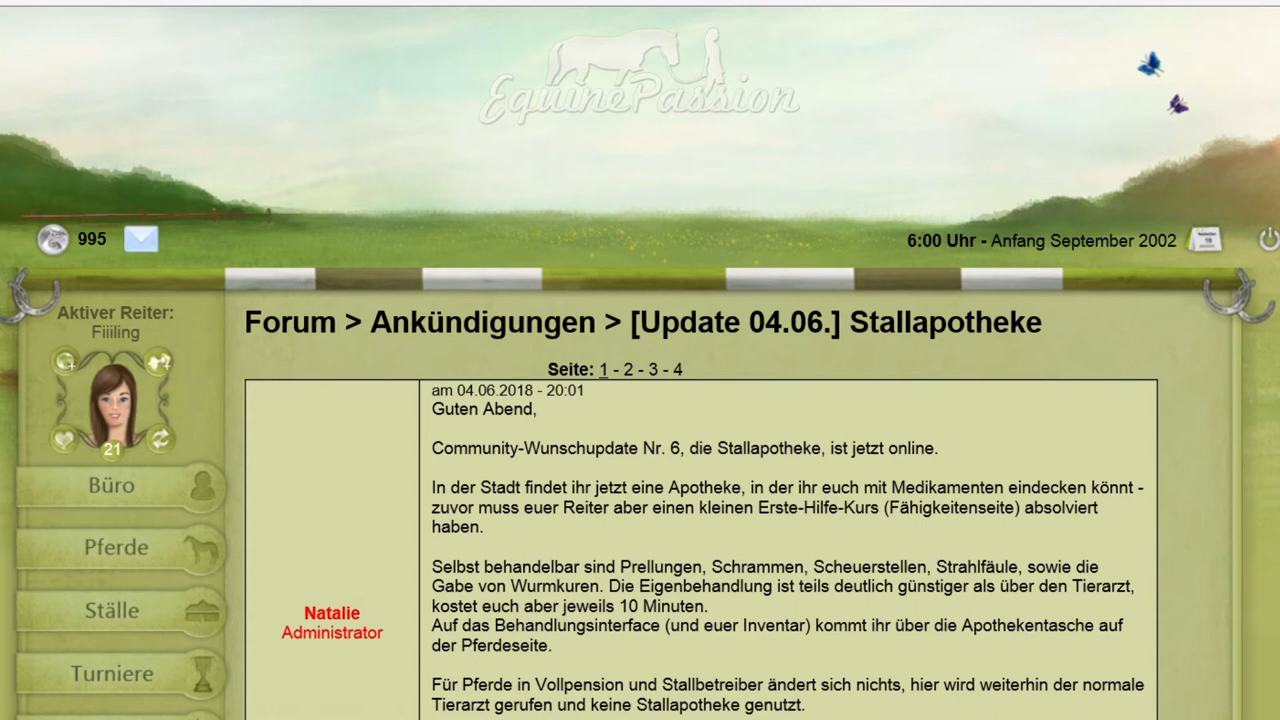 EquinePassion
995
6:00 Uhr - Anfang September 2002
Aktiver Reiter:
Fiiiling
21
Büro
Pferde
Ställe
Turniere
Forum > Ankündigungen > [Update 04.06.] Stallapotheke
Seite: 1 - 2 - 3 - 4
Natalie
Administrator
am 04.06.2018 - 20:01
Guten Abend,
Community-Wunschupdate Nr. 6, die Stallapotheke, ist jetzt online.
In der Stadt findet ihr jetzt eine Apotheke, in der ihr euch mit Medikamenten eindecken könnt -
zuvor muss euer Reiter aber einen kleinen Erste-Hilfe-Kurs (Fähigkeitenseite) absolviert
haben.
Selbst behandelbar sind Prellungen, Schrammen, Scheuerstellen, Strahlfäule, sowie die
Gabe von Wurmkuren. Die Eigenbehandlung ist teils deutlich günstiger als über den Tierarzt,
kostet euch aber jeweils 10 Minuten.
Auf das Behandlungsinterface (und euer Inventar) kommt ihr über die Apothekentasche auf
der Pferdeseite.
Für Pferde in Vollpension und Stallbetreiber ändert sich nichts, hier wird weiterhin der normale
Tierarzt gerufen und keine Stallapotheke genutzt.